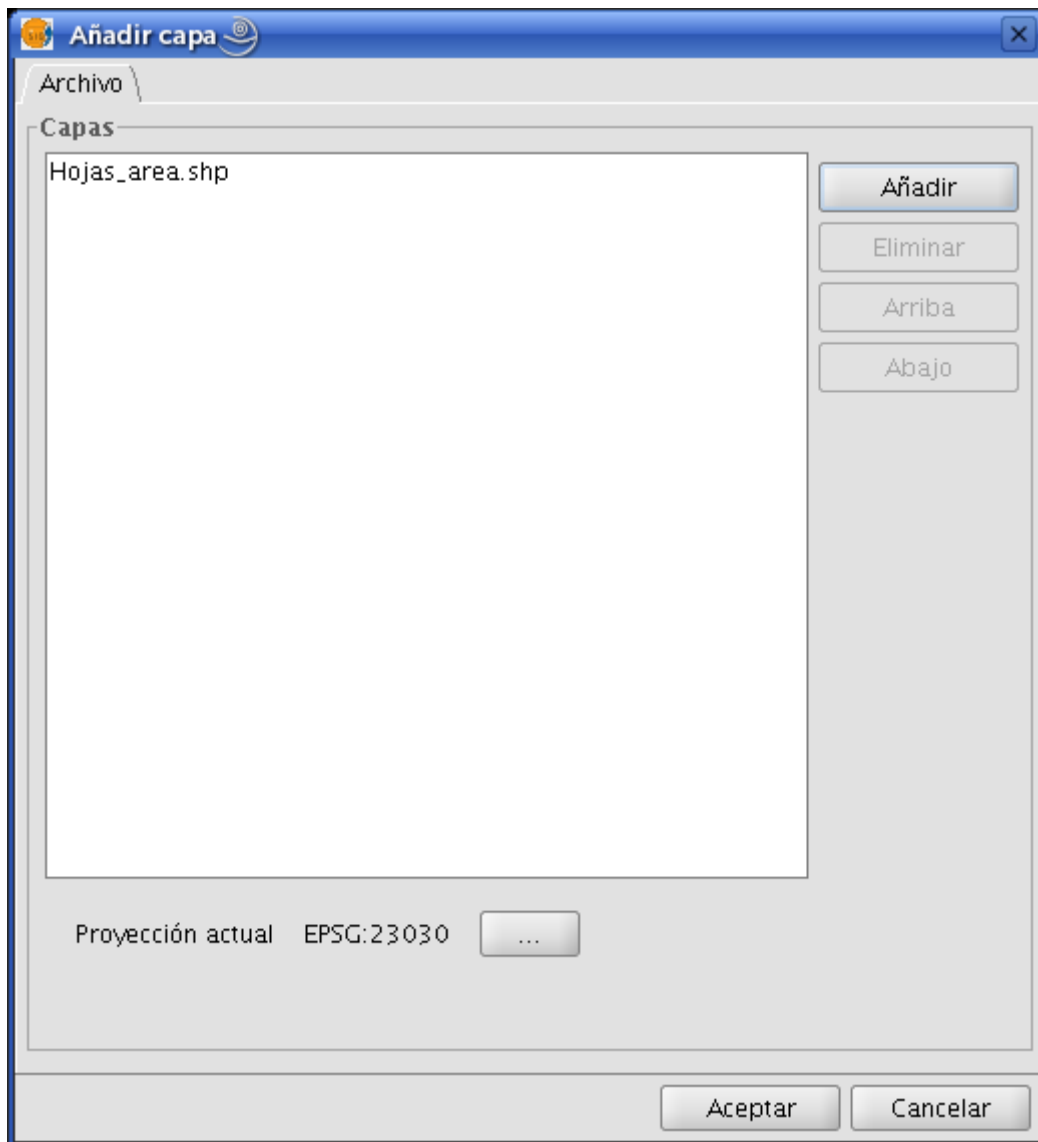 Añadir capa
Archivo
Capas
Hojas_area.shp
Añadir
Eliminar
Arriba
Abajo
Proyección actual EPSG:23030 ...
Aceptar Cancelar